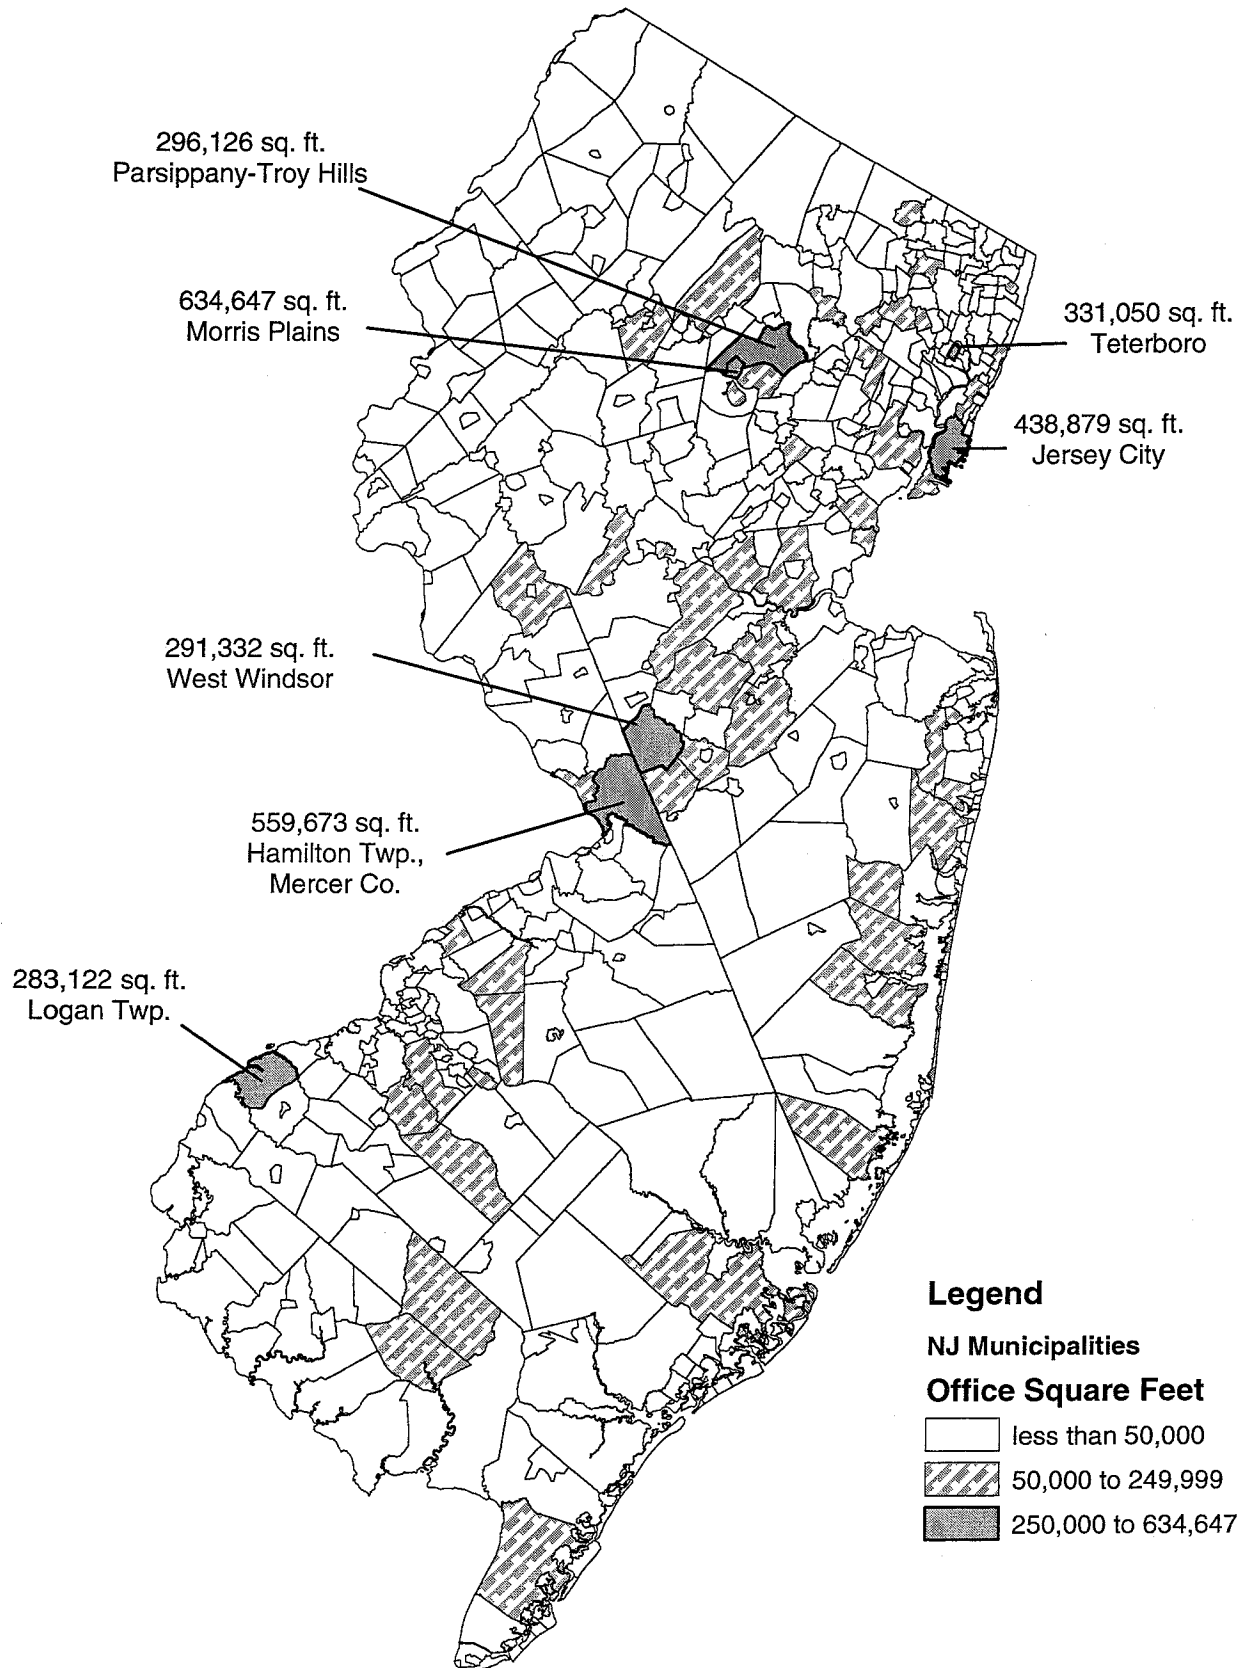 296,126 sq. ft.
Parsippany-Troy Hills
634,647 sq. ft.
Morris Plains
331,050 sq. ft.
Teterboro
438,879 sq. ft.
Jersey City
291,332 sq. ft.
West Windsor
559,673 sq. ft.
Hamilton Twp.,
Mercer Co.
283,122 sq. ft.
Logan Twp.
Legend
NJ Municipalities
Office Square Feet
less than 50,000
50,000 to 249,999
250,000 to 634,647